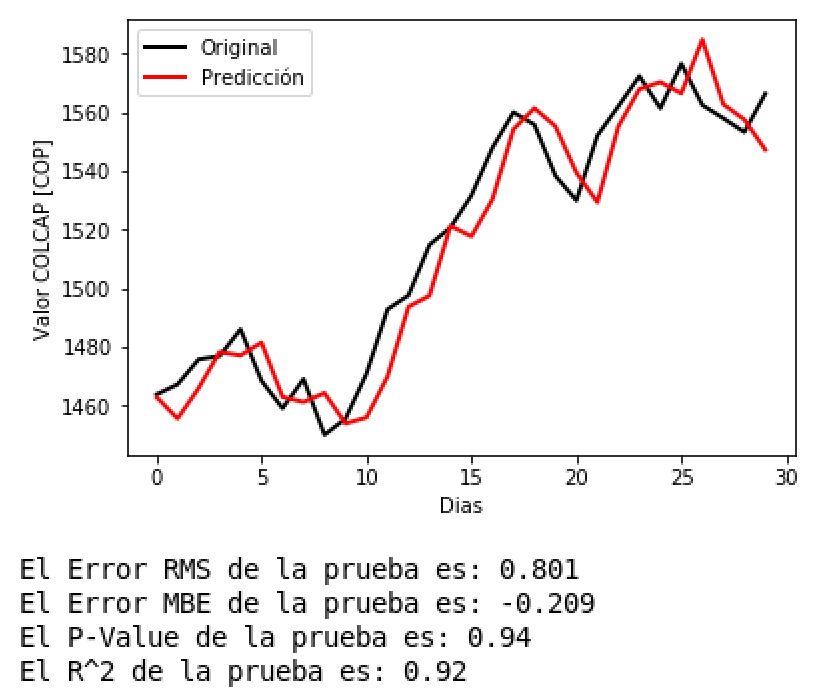 Original
Predicción
1580
1560
1540
1520
1500
1480
1460
Valor COLCAP [COP]
0 5 10 15 20 25 30
Dias
El Error RMS de la prueba es: 0.801
El Error MBE de la prueba es: -0.209
El P-Value de la prueba es: 0.94
El R^2 de la prueba es: 0.92